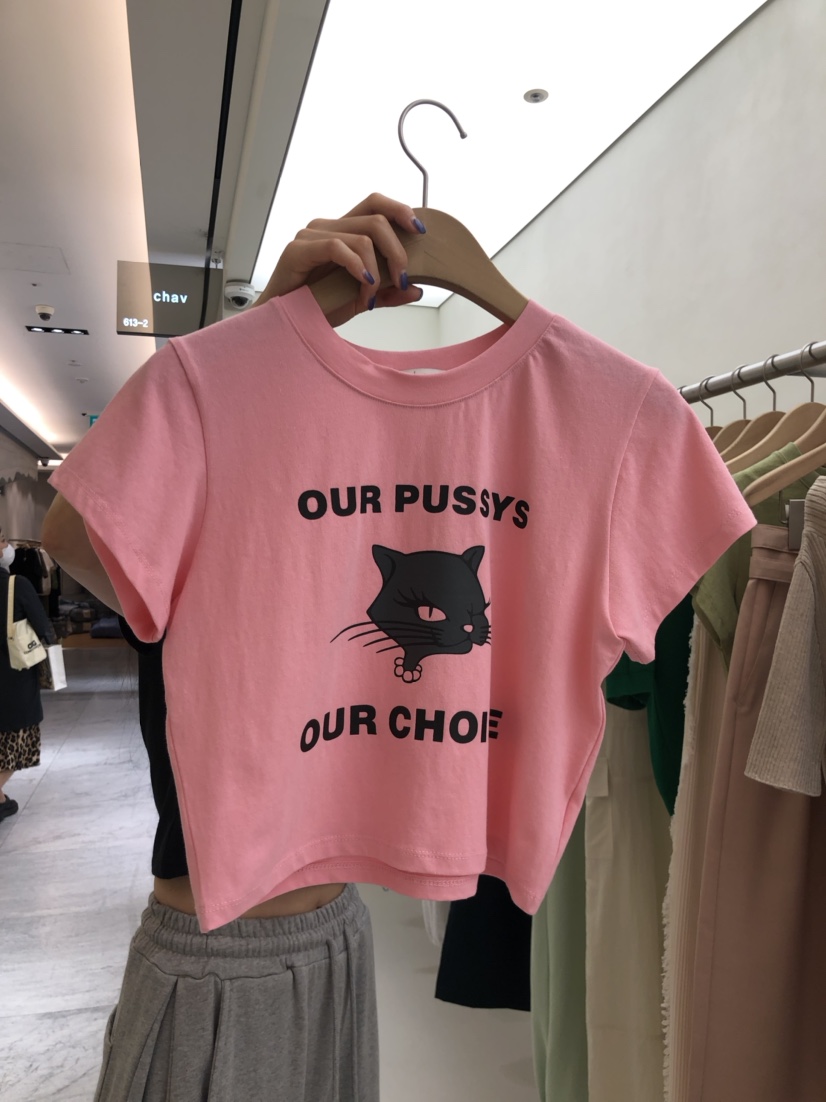 chav
613-2
OUR PUSSYS
OUR CHOIE